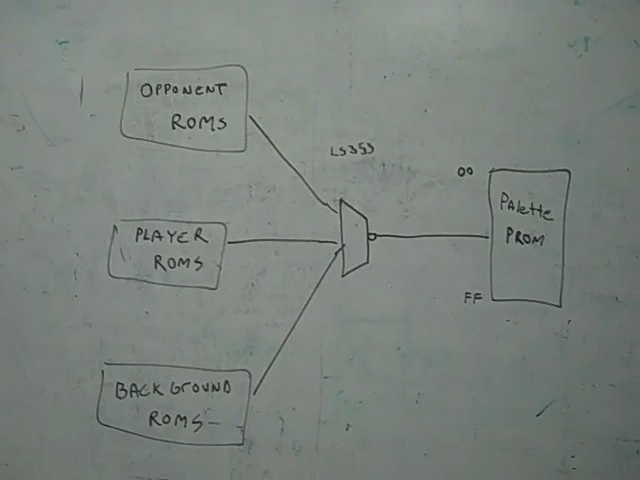 OPPONENT
ROMS
LS353
00
Palette
PROM
PLAYER
ROMS
FF
BACKGROUND
ROMS